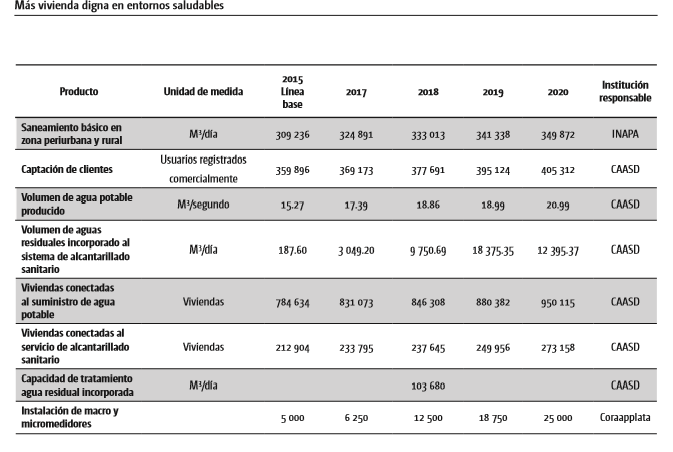 Más vivienda digna en entornos saludables
Producto Unidad de medida 2015 Línea base 2017 2018 2019 2020 Institución responsable
Saneamiento básico en zona periurbana y rural M³/día 309 236 324 891 333 013 341 338 349 872 INAPA
Captación de clientes Usuarios registrados comercialmente 359 896 369 173 377 691 395 124 405 312 CAASD
Volumen de agua potable producido M³/segundo 15.27 17.39 18.86 18.99 20.99 CAASD
Volumen de aguas residuales incorporado al sistema de alcantarillado sanitario M³/día 187.60 3 049.20 9 750.69 18 375.35 12 395.37 CAASD
Viviendas conectadas al suministro de agua potable Viviendas 784 634 831 073 846 308 880 382 950 115 CAASD
Viviendas conectadas al servicio de alcantarillado sanitario Viviendas 212 904 233 795 237 645 249 956 273 158 CAASD
Capacidad de tratamiento agua residual incorporada M³/día 103 680 CAASD
Instalación de macro y micromedidores 5 000 6 250 12 500 18 750 25 000 Coraapplata